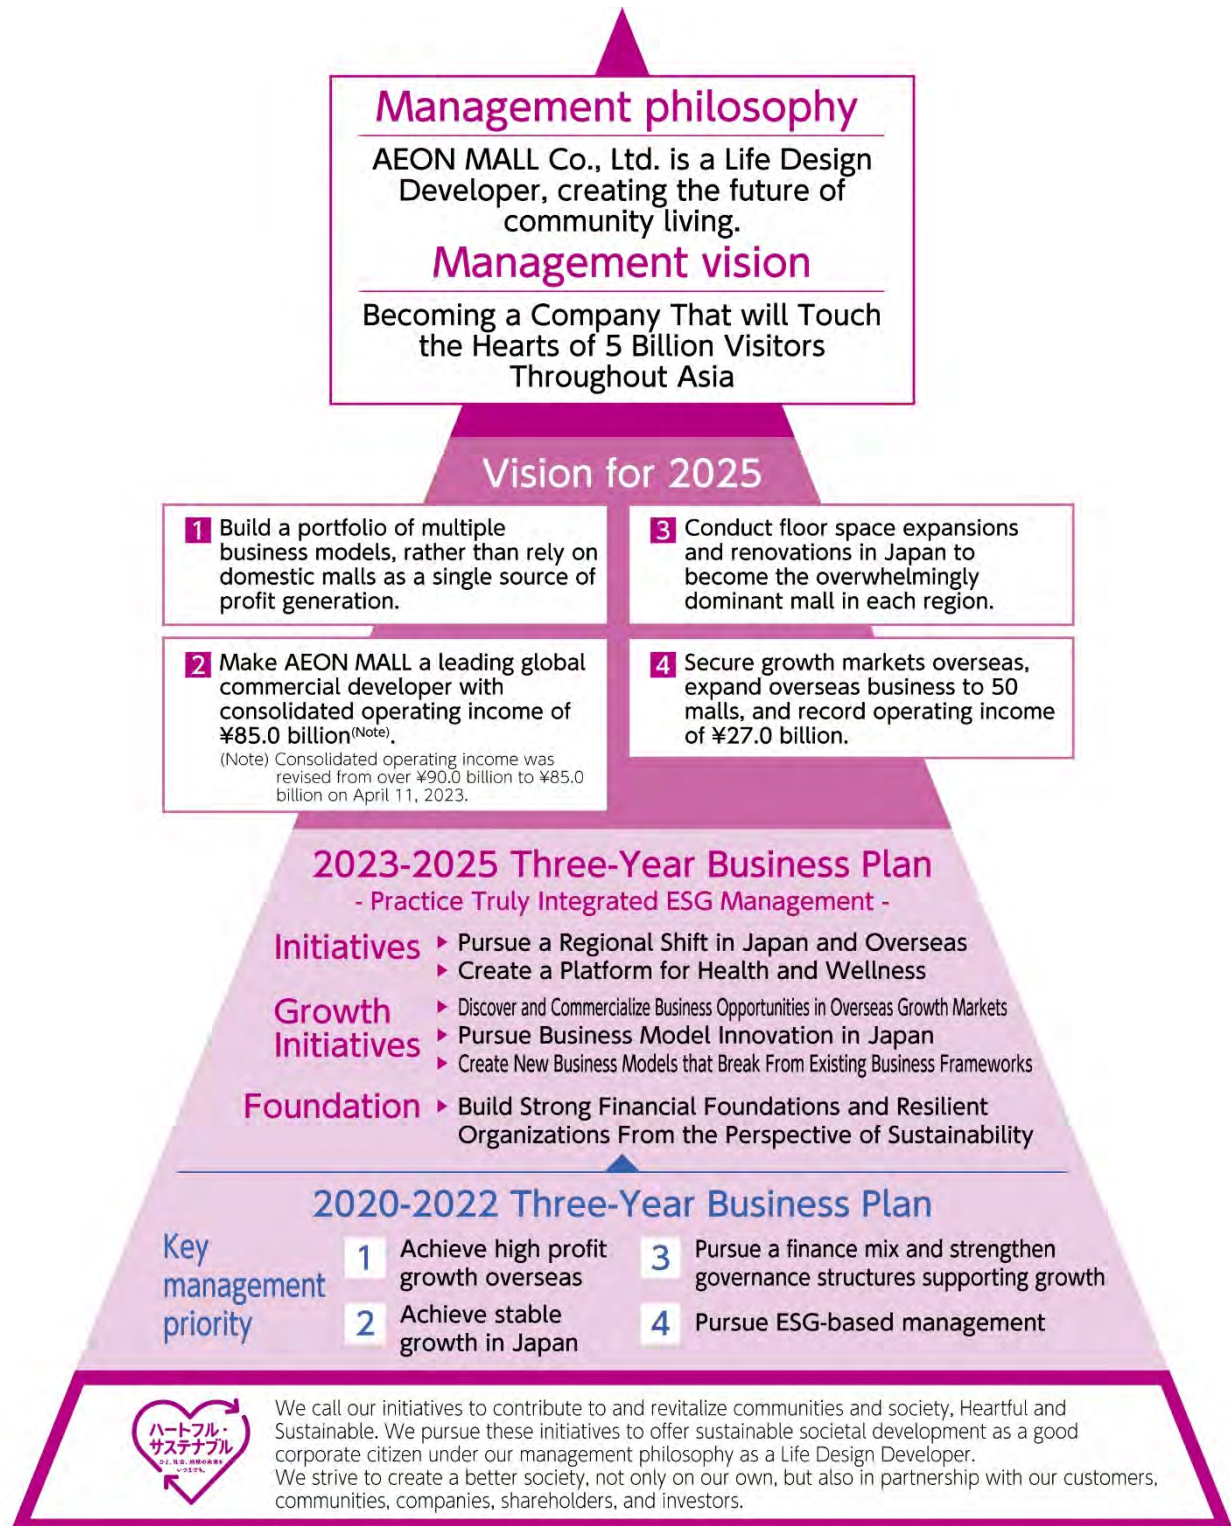 Management philosophy
AEON MALL Co., Ltd. is a Life Design
Developer, creating the future of
community living.
Management vision
Becoming a Company That will Touch
the Hearts of 5 Billion Visitors
Throughout Asia
Vision for 2025
1 Build a portfolio of multiple
business models, rather than rely on
domestic malls as a single source of
profit generation.
2 Make AEON MALL a leading global
commercial developer with
consolidated operating income of
¥85.0 billion(Note).
(Note) Consolidated operating income was
revised from over ¥90.0 billion to ¥85.0
billion on April 11, 2023.
3 Conduct floor space expansions
and renovations in Japan to
become the overwhelmingly
dominant mall in each region.
4 Secure growth markets overseas,
expand overseas business to 50
malls, and record operating income
of ¥27.0 billion.
2023-2025 Three-Year Business Plan
- Practice Truly Integrated ESG Management -
Initiatives
▶ Pursue a Regional Shift in Japan and Overseas
▶ Create a Platform for Health and Wellness
Growth
Initiatives
▶ Discover and Commercialize Business Opportunities in Overseas Growth Markets
▶ Pursue Business Model Innovation in Japan
▶ Create New Business Models that Break From Existing Business Frameworks
Foundation
▶ Build Strong Financial Foundations and Resilient
Organizations From the Perspective of Sustainability
2020-2022 Three-Year Business Plan
Key
management
priority
1 Achieve high profit
growth overseas
2 Achieve stable
growth in Japan
3 Pursue a finance mix and strengthen
governance structures supporting growth
4 Pursue ESG-based management
ハートフル・
サステナブル
We call our initiatives to contribute to and revitalize communities and society, Heartful and
Sustainable. We pursue these initiatives to offer sustainable societal development as a good
corporate citizen under our management philosophy as a Life Design Developer.
We strive to create a better society, not only on our own, but also in partnership with our customers,
communities, companies, shareholders, and investors.